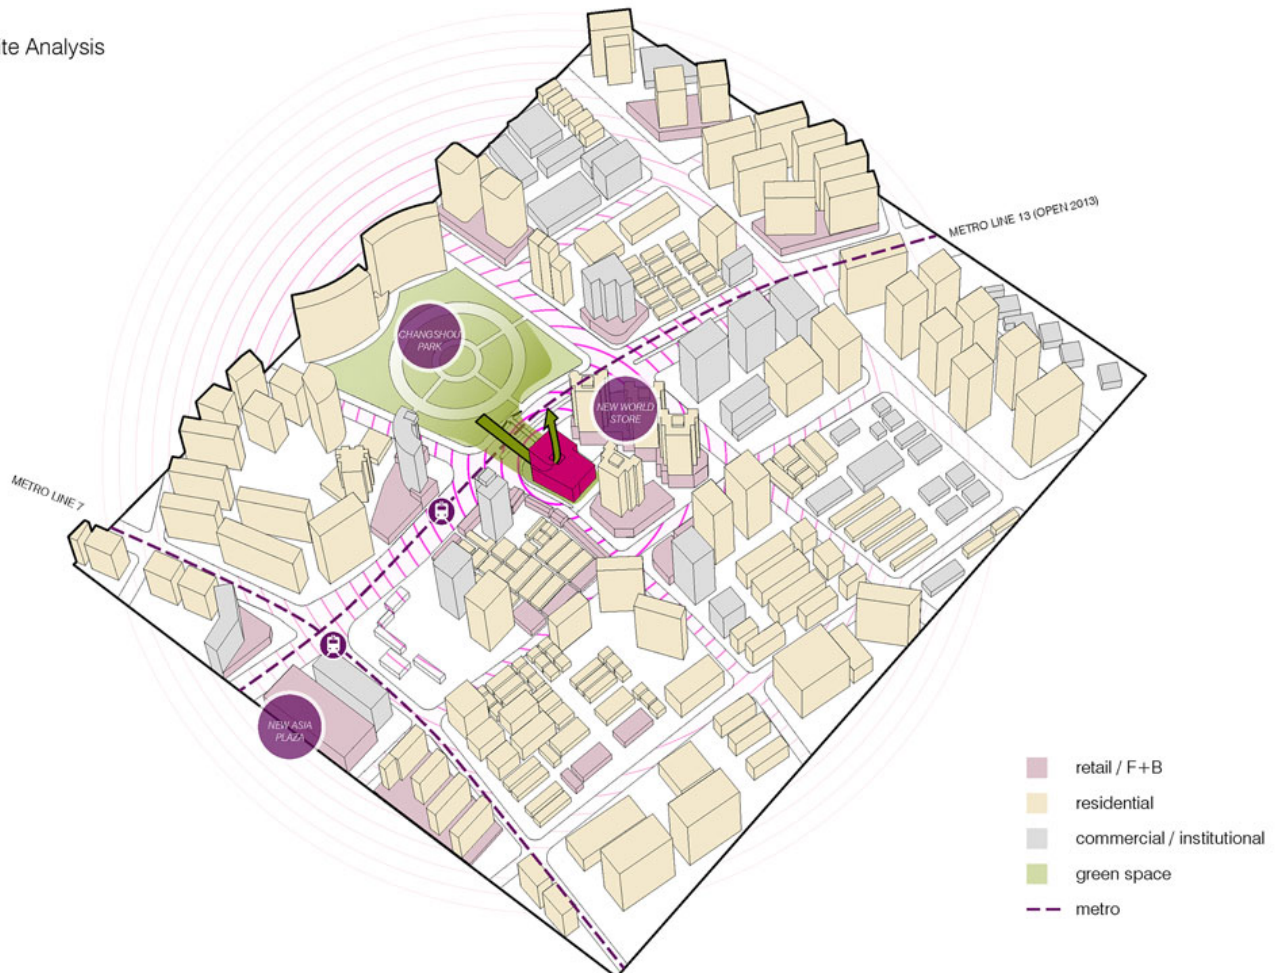 ite Analysis
METRO LINE 13 (OPEN 2013)
CHANGSHOU
PARK
NEW WORLD
STORE
METRO LINE 7
NEW ASIA
PLAZA
retail / F+B
residential
commercial / institutional
green space
metro